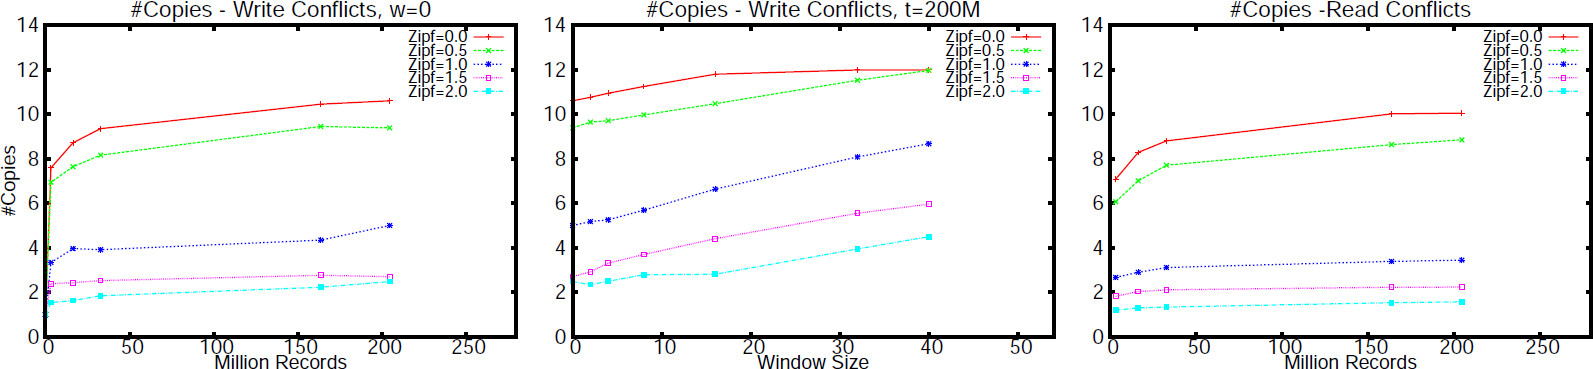 #Copies - Write Conflicts, w=0
14
12
10
8
6
4
2
0
#Copies
Zipf=0.0
Zipf=0.5
Zipf=1.0
Zipf=1.5
Zipf=2.0
0 50 100 150 200 250
Million Records
#Copies - Write Conflicts, t=200M
14
12
10
8
6
4
2
0
Zipf=0.0
Zipf=0.5
Zipf=1.0
Zipf=1.5
Zipf=2.0
0 10 20 30 40 50
Window Size
#Copies -Read Conflicts
14
12
10
8
6
4
2
0
Zipf=0.0
Zipf=0.5
Zipf=1.0
Zipf=1.5
Zipf=2.0
0 50 100 150 200 250
Million Records